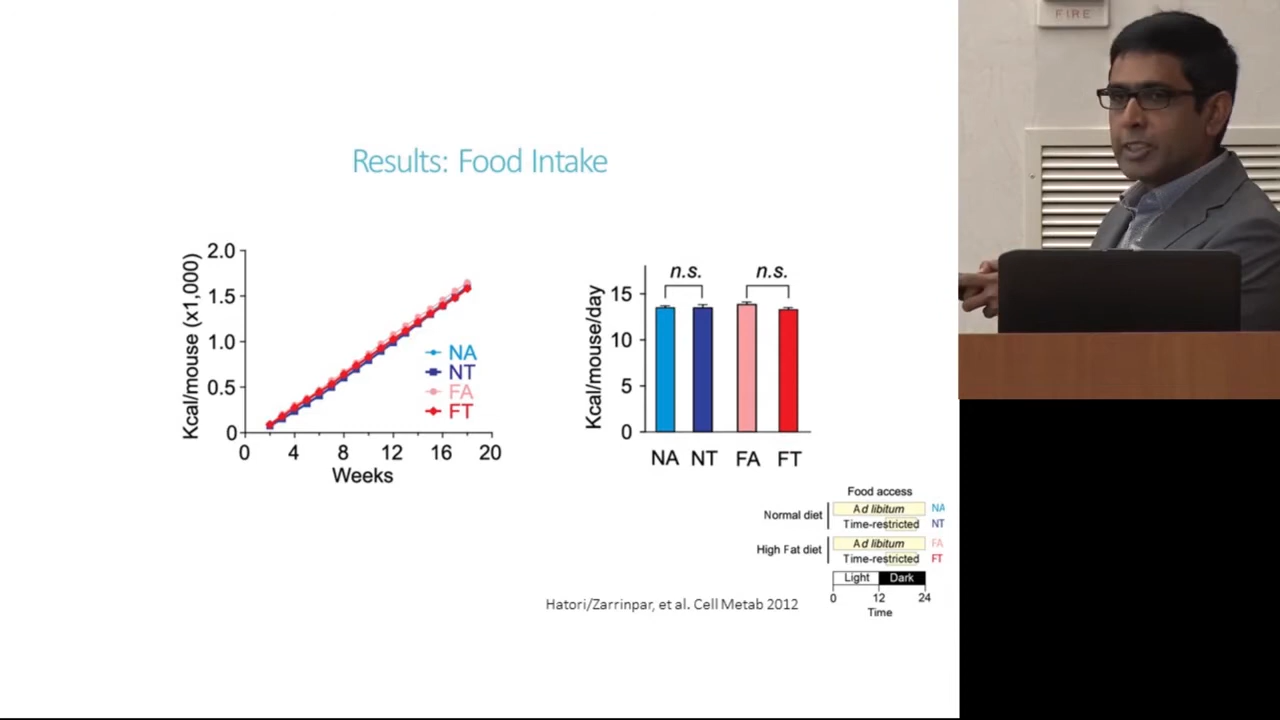 FIRE
Results: Food Intake
Kcal/mouse (x1,000)
2.0
1.5
1.0
0.5
0
0 4 8 12 16 20
Weeks
NA
NT
FA
FT
Kcal/mouse/day
15
10
5
0
n.s. n.s.
NA NT FA FT
Food access
Normal diet
Ad libitum NA
Time-restricted NT
High Fat diet
Ad libitum FA
Time-restricted FT
Light Dark
0 12 24
Time
Hatori/Zarrinpar, et al. Cell Metab 2012